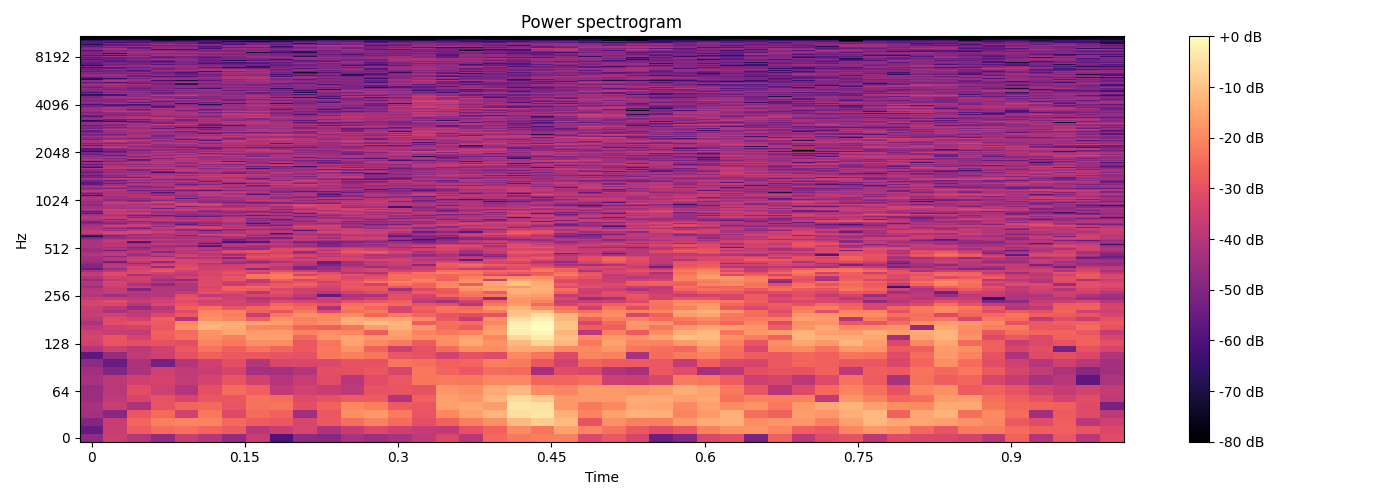 Power spectrogram
Hz
8192
4096
2048
1024
512
256
128
64
0
0 0.15 0.3 0.45 0.6 0.75 0.9
Time
+0 dB
-10 dB
-20 dB
-30 dB
-40 dB
-50 dB
-60 dB
-70 dB
-80 dB